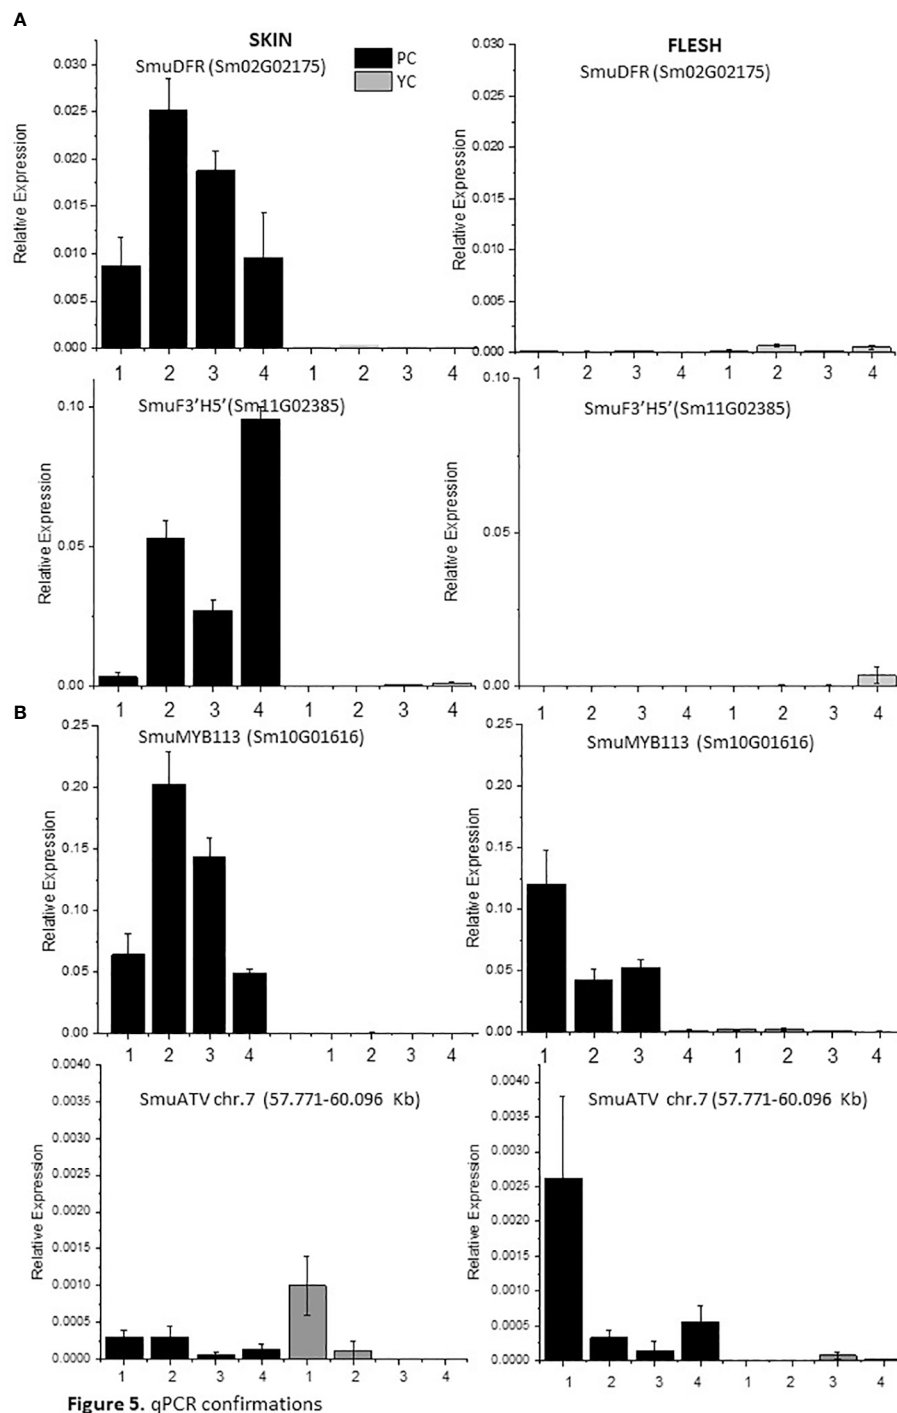 A
SKIN
SmuDFR (Sm02G02175)
PC
YC
Relative Expression
0.030
0.025
0.020
0.015
0.010
0.005
0.000
1 2 3 4 1 2 3 4
FLESH
SmuDFR (Sm02G02175)
Relative Expression
0.030
0.025
0.020
0.015
0.010
0.005
0.000
1 2 3 4 1 2 3 4
SmuF3'H5'(Sm11G02385)
Relative Expression
0.10
0.05
0.00
1 2 3 4 1 2 3 4
SmuF3'H5'(Sm11G02385)
Relative Expression
0.10
0.05
0.00
1 2 3 4 1 2 3 4
B
SmuMYB113 (Sm10G01616)
Relative Expression
0.25
0.20
0.15
0.10
0.05
0.00
1 2 3 4 1 2 3 4
SmuMYB113 (Sm10G01616)
Relative Expression
0.25
0.20
0.15
0.10
0.05
0.00
1 2 3 4 1 2 3 4
SmuATV chr.7 (57.771-60.096 Kb)
Relative Expression
0.0040
0.0035
0.0030
0.0025
0.0020
0.0015
0.0010
0.0005
0.0000
1 2 3 4 1 2 3 4
SmuATV chr.7 (57.771-60.096 Kb)
Relative Expression
0.0040
0.0035
0.0030
0.0025
0.0020
0.0015
0.0010
0.0005
0.0000
1 2 3 4 1 2 3 4
Figure 5. qPCR confirmations